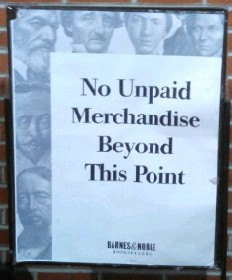 No Unpaid
Merchandise
Beyond
This Point
BARNES&NOBLE
BOOKSELLERS